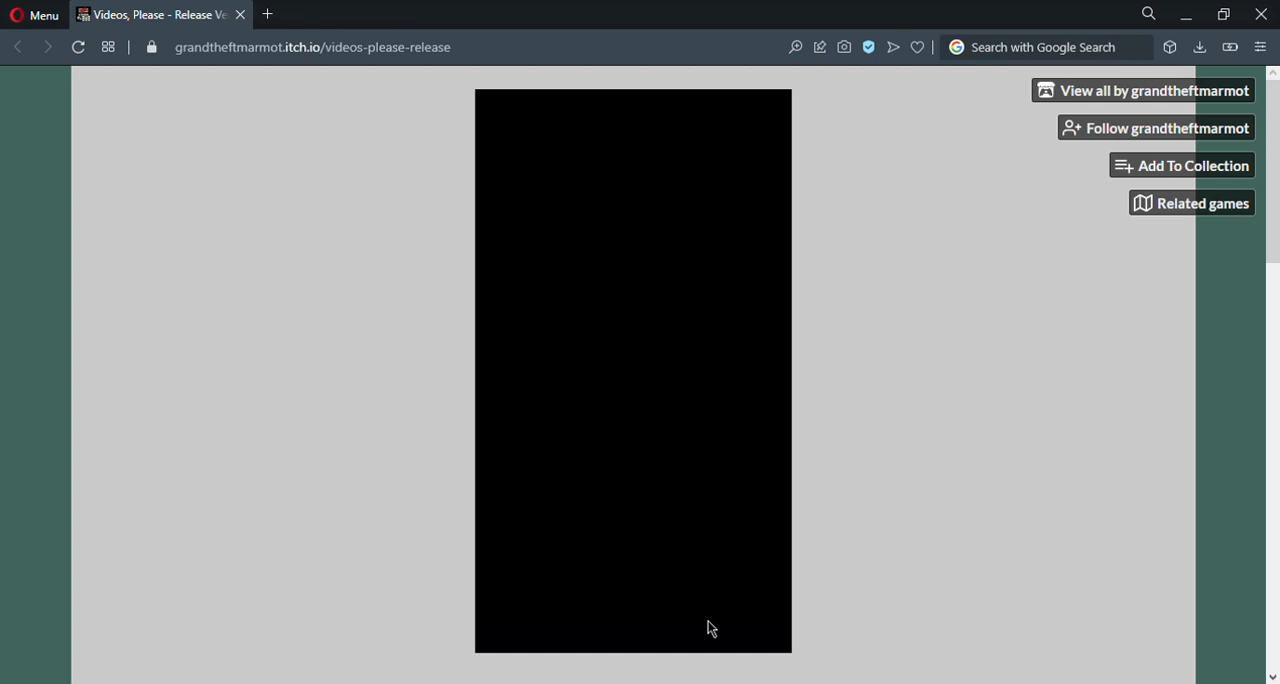 Menu
Videos, Please - Release Ve
grandtheftmarmot.itch.io/videos-please-release
Search with Google Search
View all by grandtheftmarmot
Follow grandtheftmarmot
Add To Collection
Related games